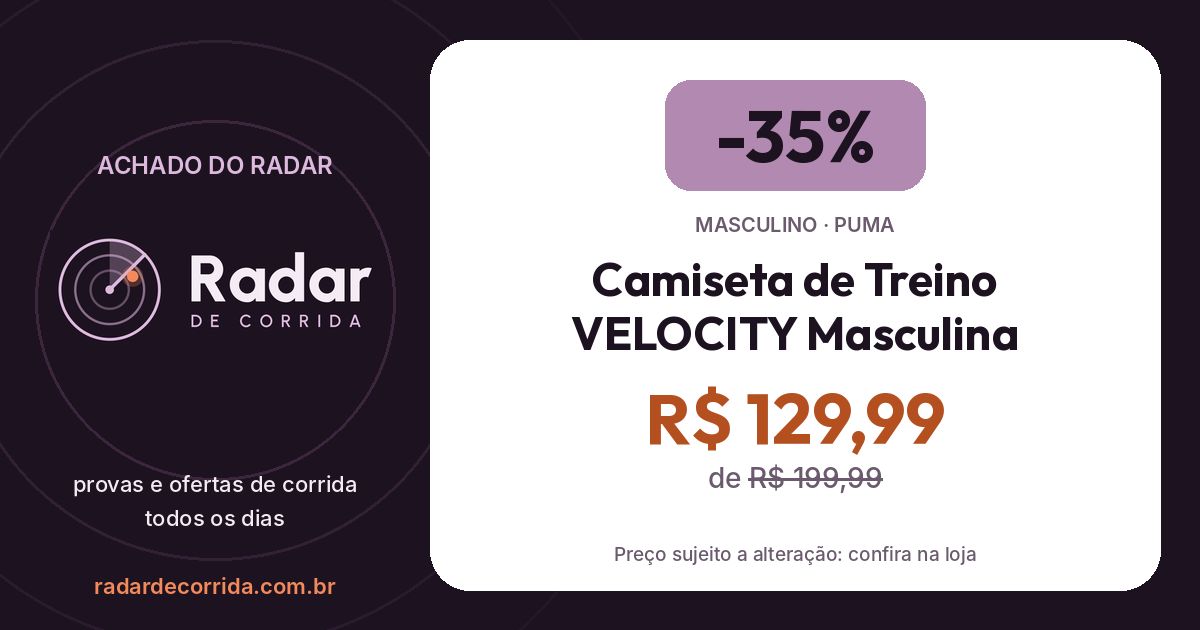 ACHADO DO RADAR
Radar
DE CORRIDA
provas e ofertas de corrida
todos os dias
radardecorrida.com.br
-35%
MASCULINO · PUMA
Camiseta de Treino
VELOCITY Masculina
R$ 129,99
de R$ 199,99
Preço sujeito a alteração: confira na loja